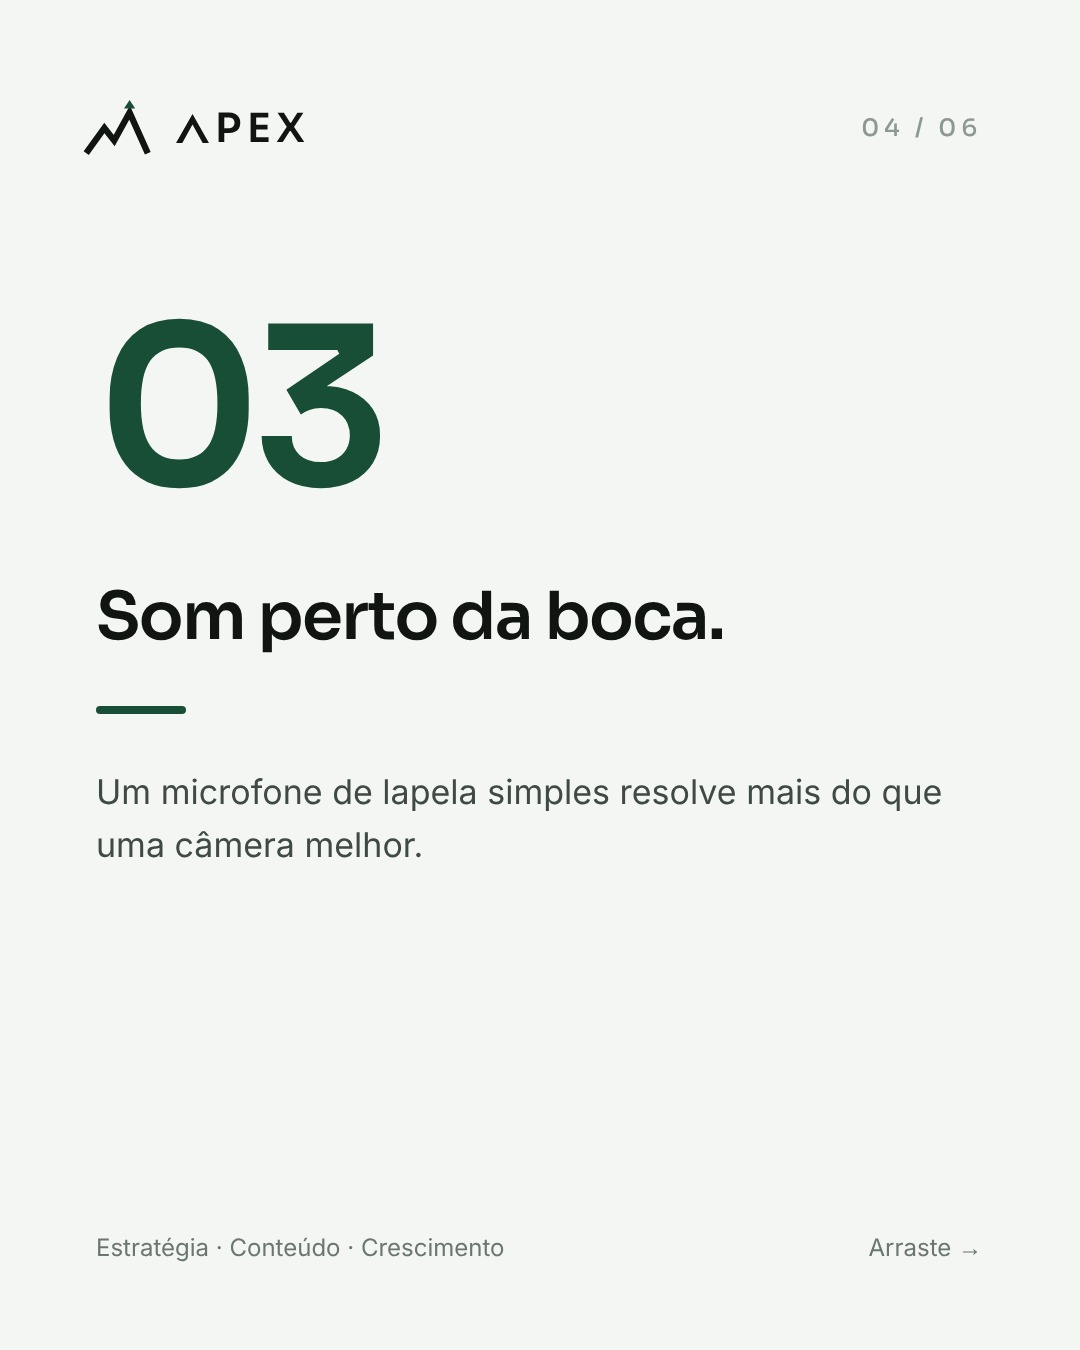 APEX
04 / 06
03
Som perto da boca.
Um microfone de lapela simples resolve mais do que
uma câmera melhor.
Estratégia · Conteúdo · Crescimento
Arraste →